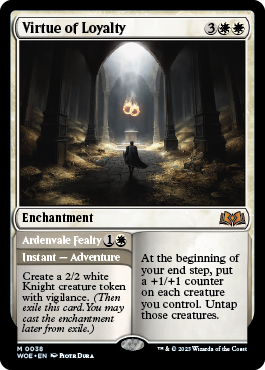 Virtue of Loyalty 3
Enchantment
Ardenvale Fealty 1
Instant — Adventure
Create a 2/2 white
Knight creature token
with vigilance. (Then
exile this card. You may
cast the enchantment
later from exile.)
At the beginning of
your end step, put
a +1/+1 counter
on each creature
you control. Untap
those creatures.
M 0038
WOE • EN Piotr Dura
™ & © 2023 Wizards of the Coast